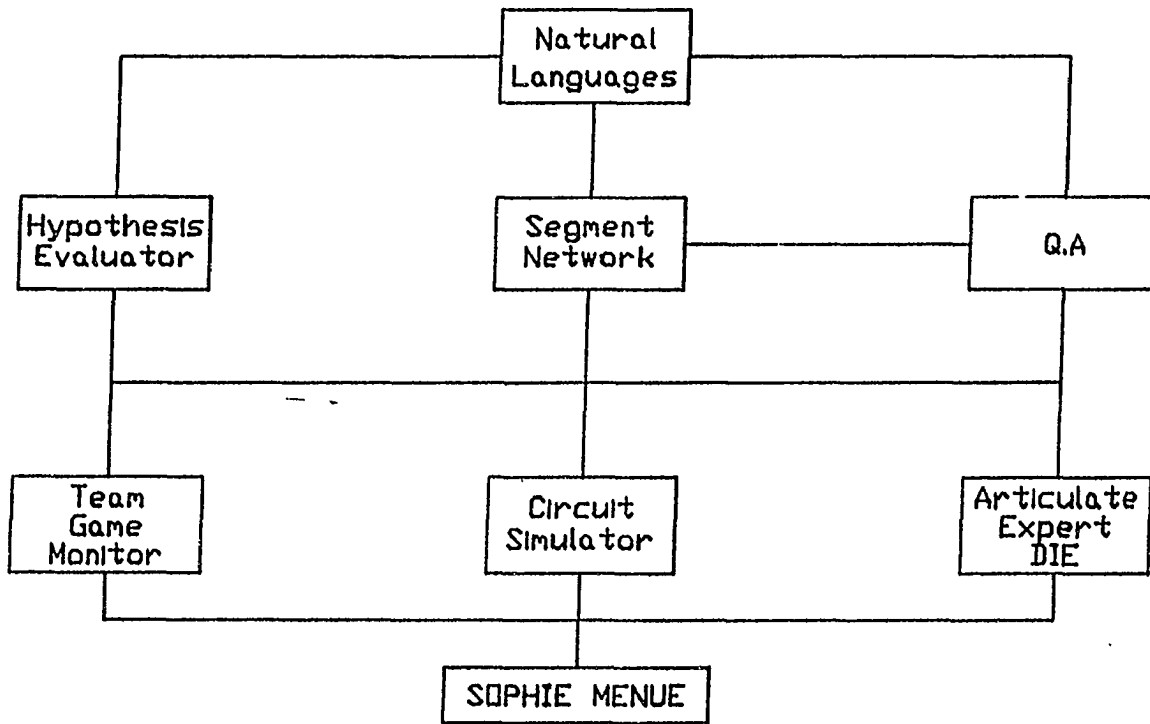 Natural
Languages
Hypothesis
Evaluator
Segment
Network
Q.A
Team
Game
Monitor
Circuit
Simulator
Articulate
Expert
DIE
SOPHIE MENUE